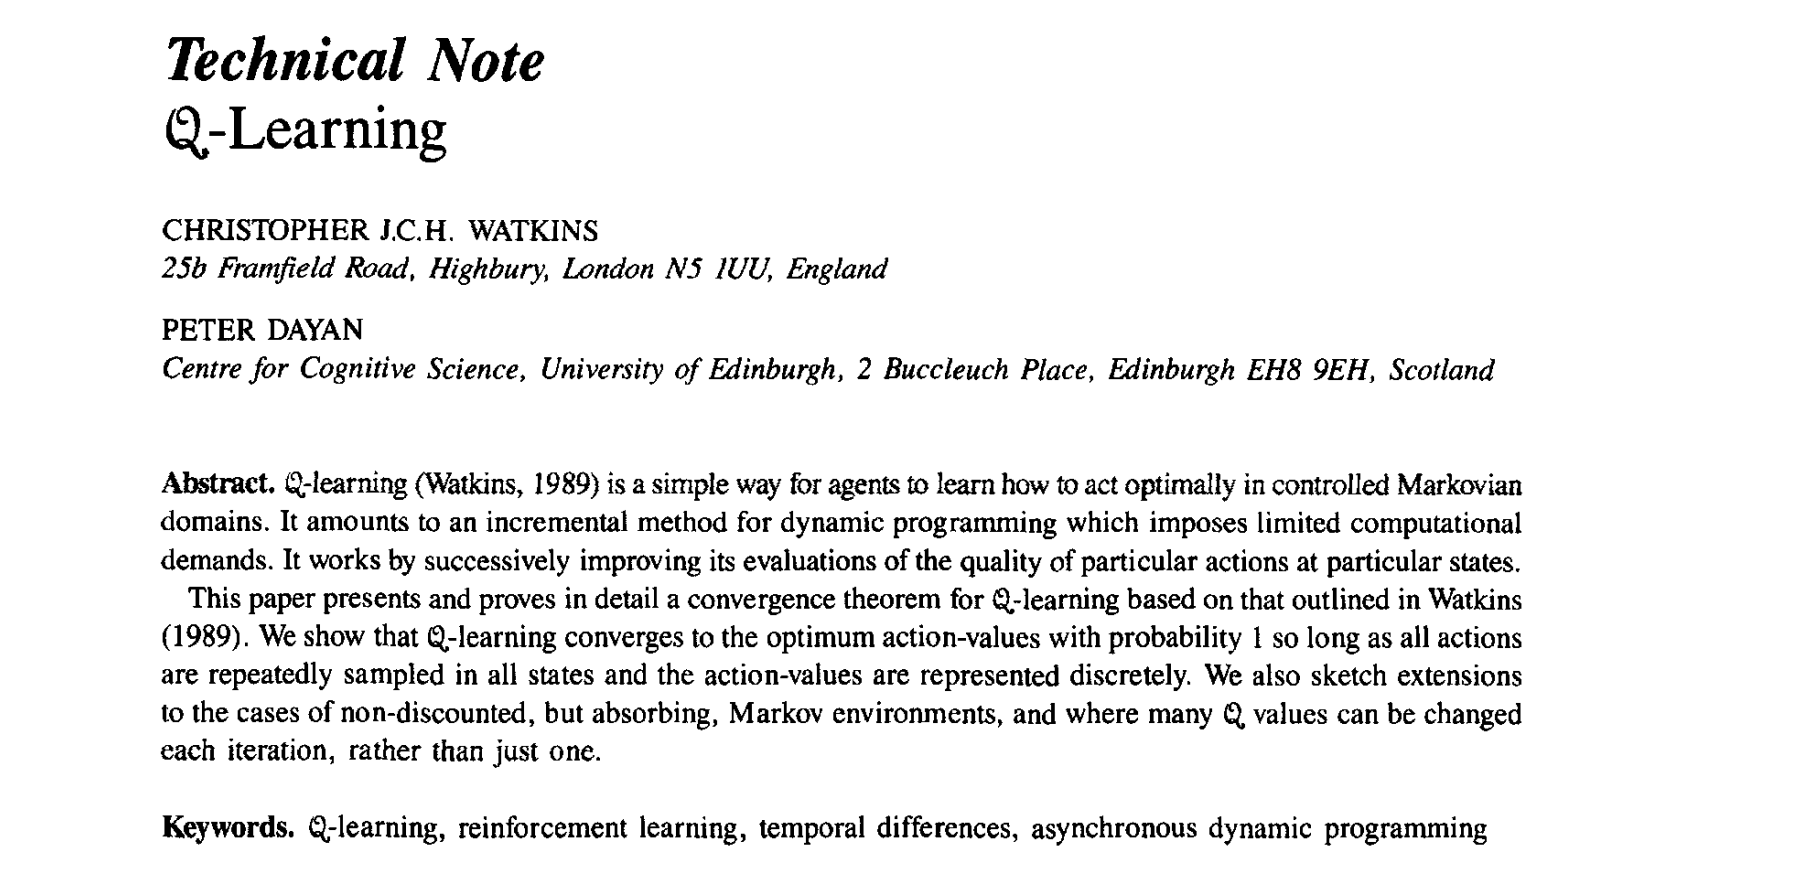 Technical Note
Q-Learning
CHRISTOPHER J.C.H. WATKINS
25b Framfield Road, Highbury, London N5 1UU, England
PETER DAYAN
Centre for Cognitive Science, University of Edinburgh, 2 Buccleuch Place, Edinburgh EH8 9EH, Scotland
Abstract. Q-learning (Watkins, 1989) is a simple way for agents to learn how to act optimally in controlled Markovian
domains. It amounts to an incremental method for dynamic programming which imposes limited computational
demands. It works by successively improving its evaluations of the quality of particular actions at particular states.
This paper presents and proves in detail a convergence theorem for Q-learning based on that outlined in Watkins
(1989). We show that Q-learning converges to the optimum action-values with probability 1 so long as all actions
are repeatedly sampled in all states and the action-values are represented discretely. We also sketch extensions
to the cases of non-discounted, but absorbing, Markov environments, and where many Q values can be changed
each iteration, rather than just one.
Keywords. Q-learning, reinforcement learning, temporal differences, asynchronous dynamic programming